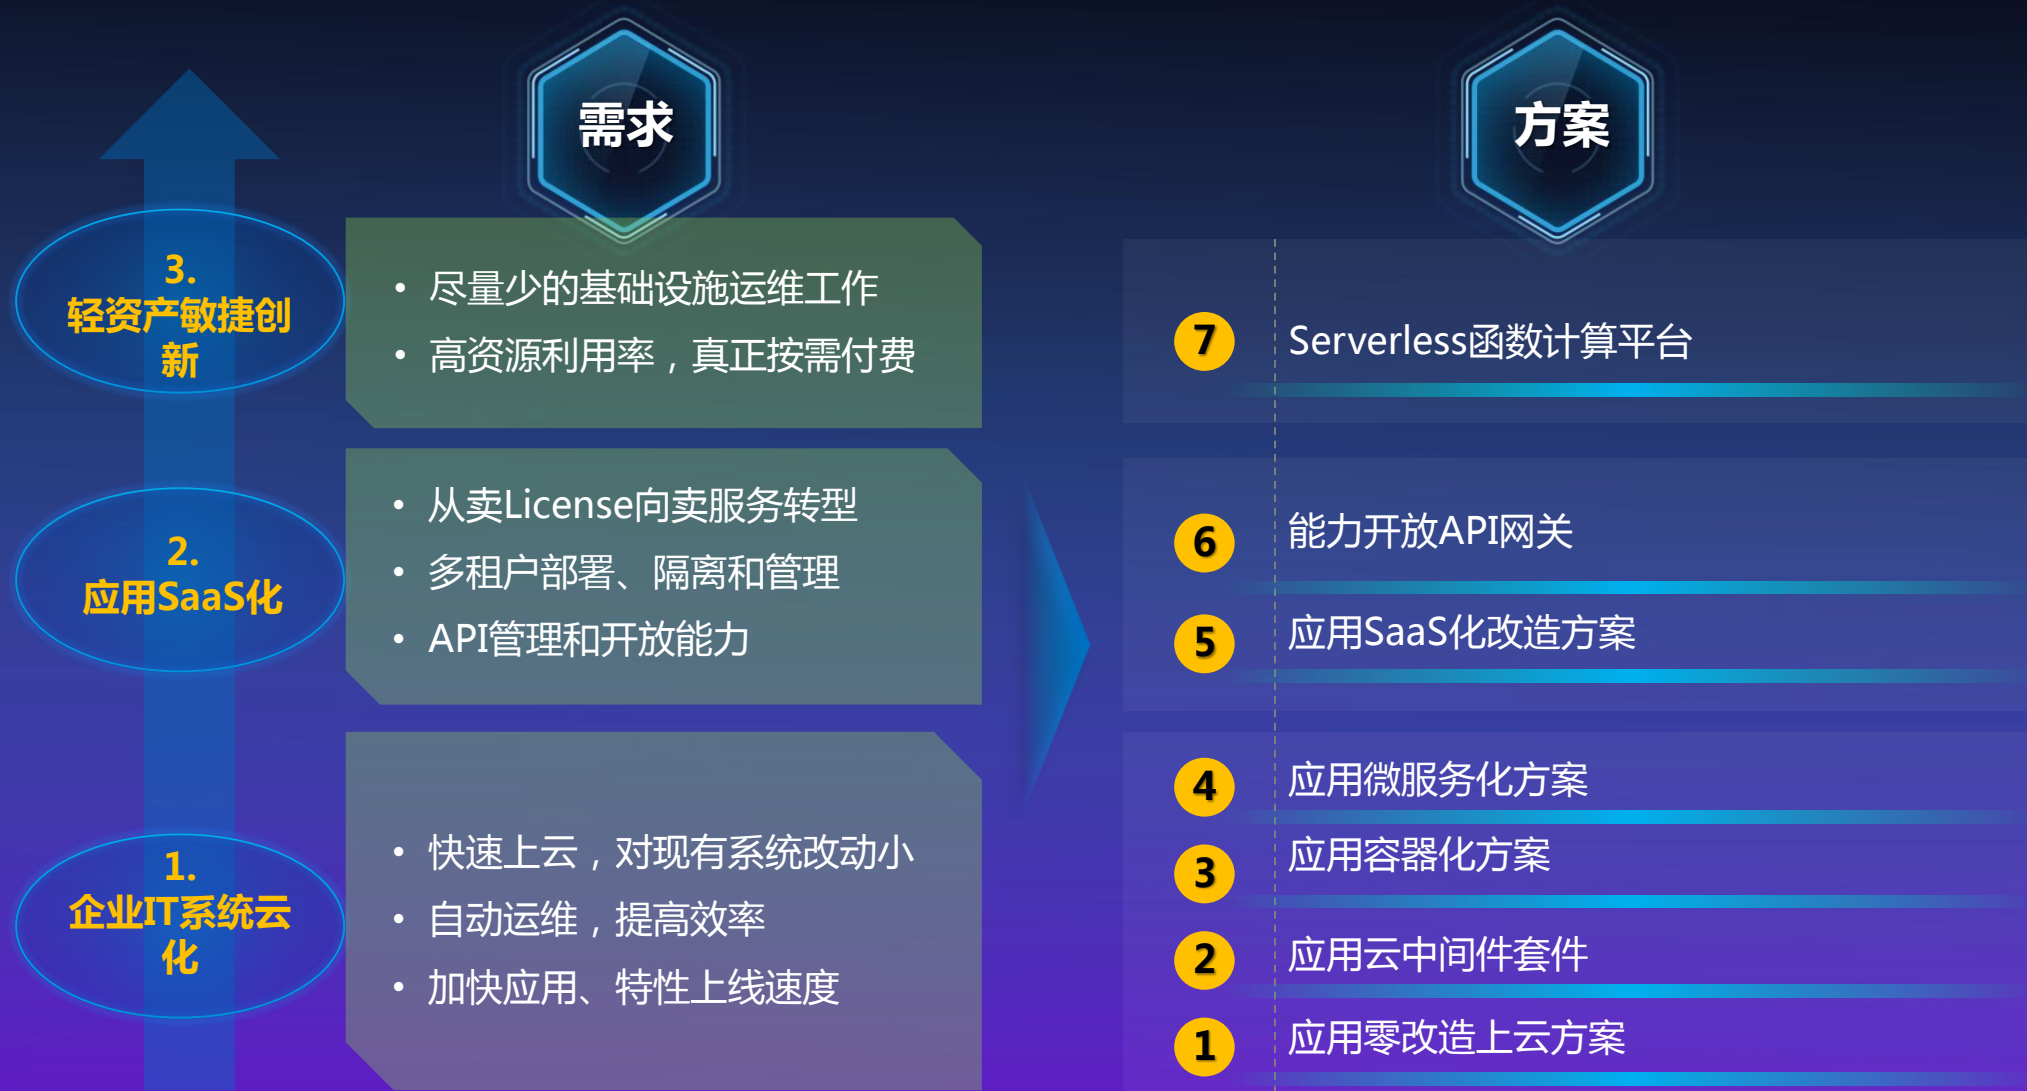 需求
方案
3.
轻资产敏捷创
新
• 尽量少的基础设施运维工作
• 高资源利用率，真正按需付费
7
Serverless函数计算平台
2.
应用SaaS化
• 从卖License向卖服务转型
• 多租户部署、隔离和管理
• API管理和开放能力
6
能力开放API网关
5
应用SaaS化改造方案
1.
企业IT系统云
化
• 快速上云，对现有系统改动小
• 自动运维，提高效率
• 加快应用、特性上线速度
4
应用微服务化方案
3
应用容器化方案
2
应用云中间件套件
1
应用零改造上云方案